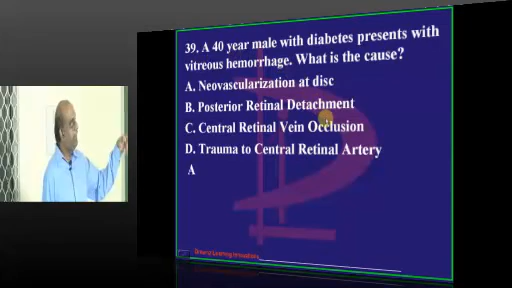 39. A 40 year male with diabetes presents with
vitreous hemorrhage. What is the cause?
A. Neovascularization at disc
B. Posterior Retinal Detachment
C. Central Retinal Vein Occlusion
D. Trauma to Central Retinal Artery
A